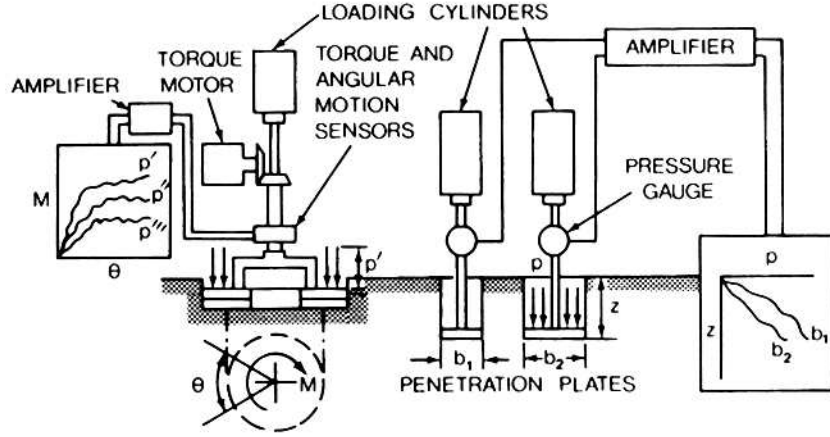 LOADING CYLINDERS
AMPLIFIER
TORQUE
MOTOR
TORQUE AND
ANGULAR
MOTION
SENSORS
AMPLIFIER
PRESSURE
GAUGE
M
p'
p''
p'''
θ
p'
p
z
b₁
b₂
PENETRATION PLATES
θ
M
p
z
b₂
b₁